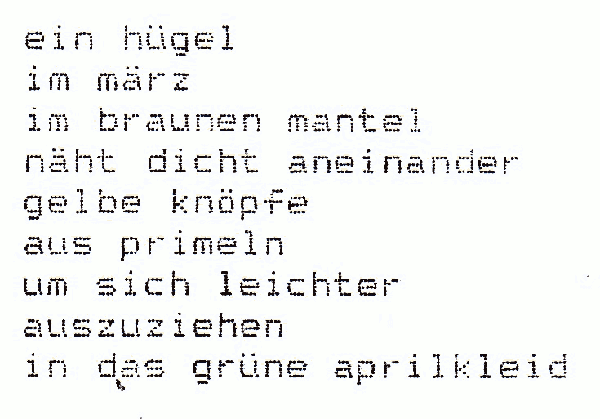 ein hügel
im märz
im braunen mantel
näht dicht aneinander
gelbe knöpfe
aus primeln
um sich leichter
auszuziehen
in das grüne aprilkleid